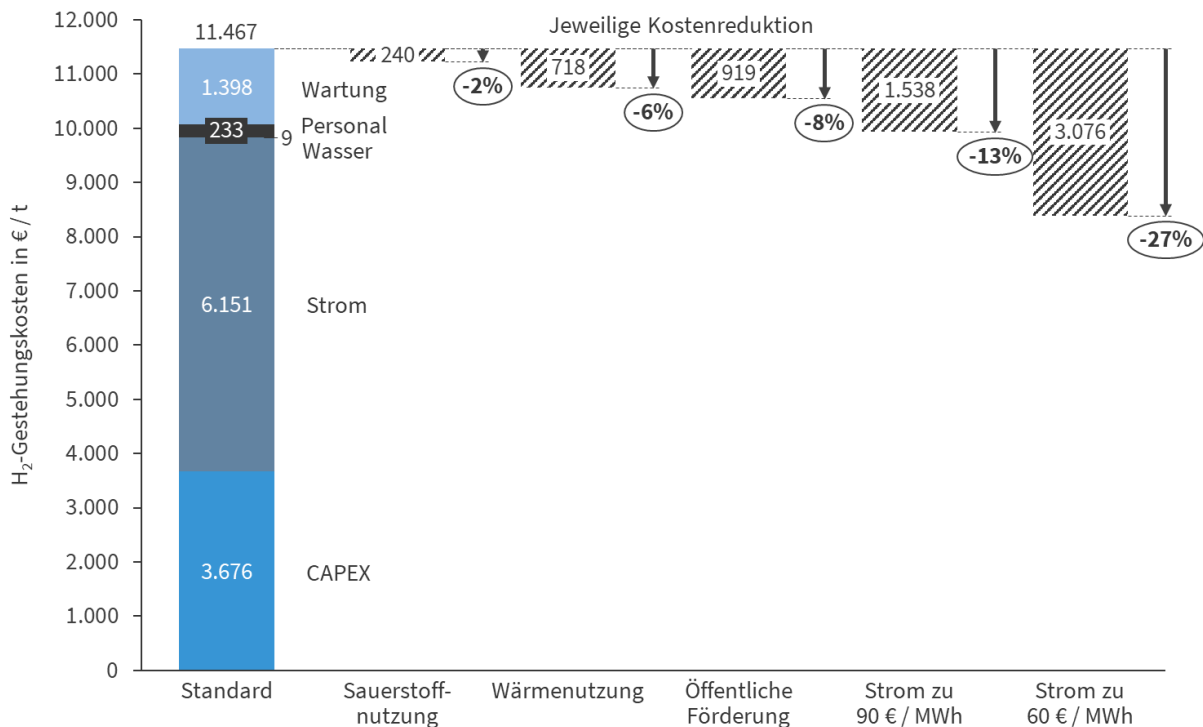 H₂-Gestehungskosten in € / t
12.000
11.000
10.000
9.000
8.000
7.000
6.000
5.000
4.000
3.000
2.000
1.000
0
Jeweilige Kostenreduktion
11.467
1.398
Wartung
233
Personal
9
Wasser
6.151
Strom
3.676
CAPEX
240
-2%
718
-6%
919
-8%
1.538
-13%
3.076
-27%
Standard
Sauerstoff-
nutzung
Wärmenutzung
Öffentliche
Förderung
Strom zu
90 € / MWh
Strom zu
60 € / MWh